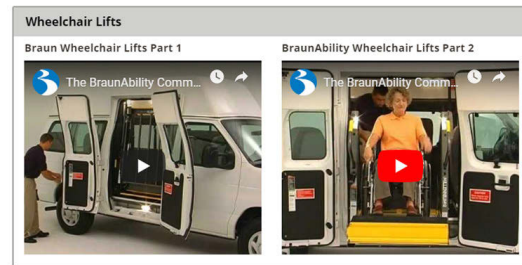 Wheelchair Lifts
Braun Wheelchair Lifts Part 1
BraunAbility Wheelchair Lifts Part 2
The BraunAbility Comm...
The BraunAbility Comm...